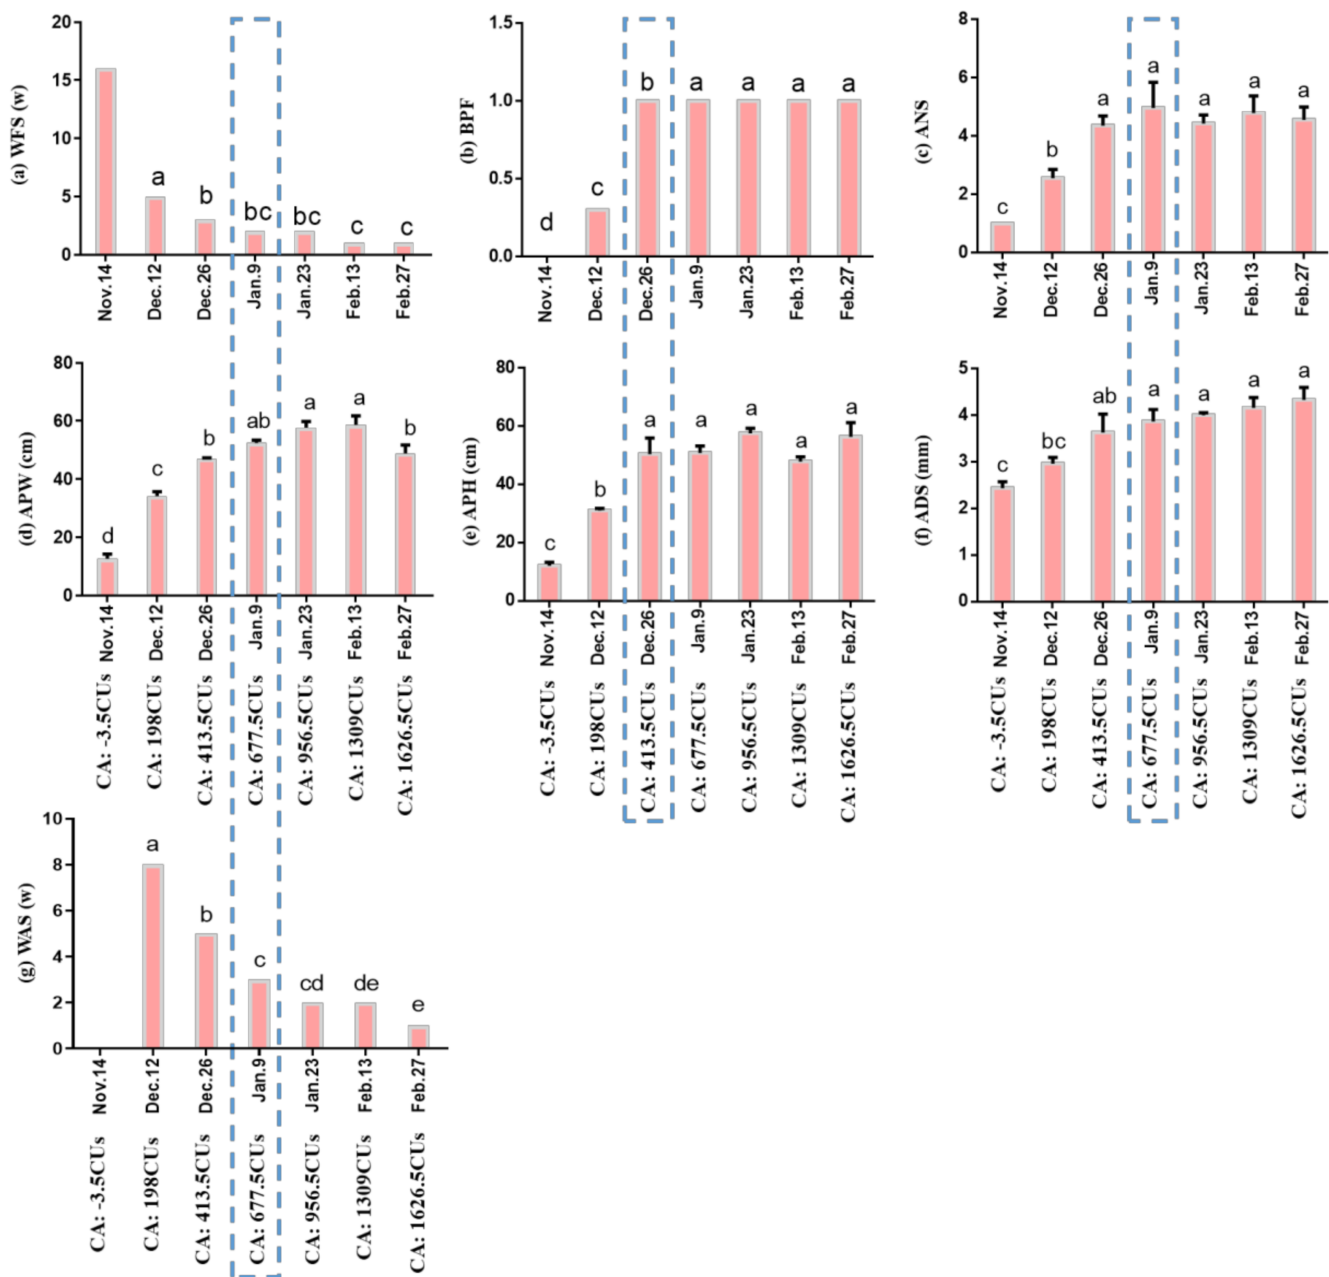 (a) WFS (w)
20
15
10
5
0
a
b
bc
bc
c
c
Nov.14
Dec.12
Dec.26
Jan.9
Jan.23
Feb.13
Feb.27
(b) BPF
1.5
1.0
0.5
0.0
d
c
b
a
a
a
a
Nov.14
Dec.12
Dec.26
Jan.9
Jan.23
Feb.13
Feb.27
(c) ANS
8
6
4
2
0
c
b
a
a
a
a
a
Nov.14
Dec.12
Dec.26
Jan.9
Jan.23
Feb.13
Feb.27
(d) APW (cm)
80
60
40
20
0
d
c
b
ab
a
a
b
CA: -3.5CUs Nov.14
CA: 198CUs Dec.12
CA: 413.5CUs Dec.26
CA: 677.5CUs Jan.9
CA: 956.5CUs Jan.23
CA: 1309CUs Feb.13
CA: 1626.5CUs Feb.27
(e) APH (cm)
80
60
40
20
0
c
b
a
a
a
a
a
CA: -3.5CUs Nov.14
CA: 198CUs Dec.12
CA: 413.5CUs Dec.26
CA: 677.5CUs Jan.9
CA: 956.5CUs Jan.23
CA: 1309CUs Feb.13
CA: 1626.5CUs Feb.27
(f) ADS (mm)
5
4
3
2
1
0
c
bc
ab
a
a
a
a
CA: -3.5CUs Nov.14
CA: 198CUs Dec.12
CA: 413.5CUs Dec.26
CA: 677.5CUs Jan.9
CA: 956.5CUs Jan.23
CA: 1309CUs Feb.13
CA: 1626.5CUs Feb.27
(g) WAS (w)
10
8
6
4
2
0
a
b
c
cd
de
e
CA: -3.5CUs Nov.14
CA: 198CUs Dec.12
CA: 413.5CUs Dec.26
CA: 677.5CUs Jan.9
CA: 956.5CUs Jan.23
CA: 1309CUs Feb.13
CA: 1626.5CUs Feb.27